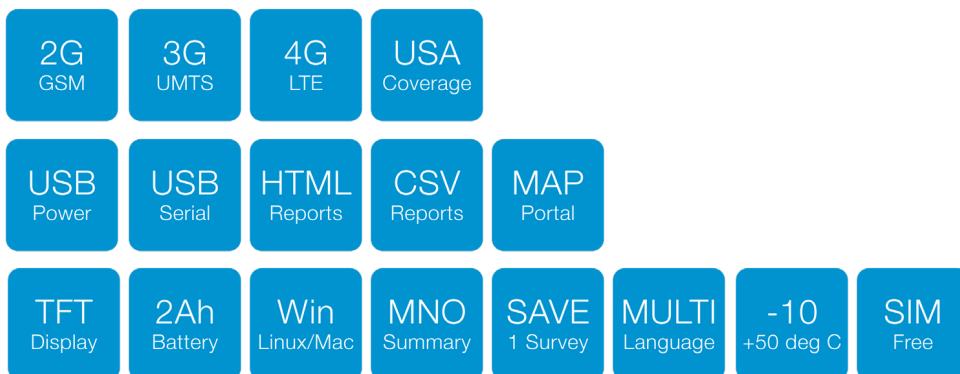 2G
GSM
3G
UMTS
4G
LTE
USA
Coverage
USB
Power
USB
Serial
HTML
Reports
CSV
Reports
MAP
Portal
TFT
Display
2Ah
Battery
Win
Linux/Mac
MNO
Summary
SAVE
1 Survey
MULTI
Language
-10
+50 deg C
SIM
Free